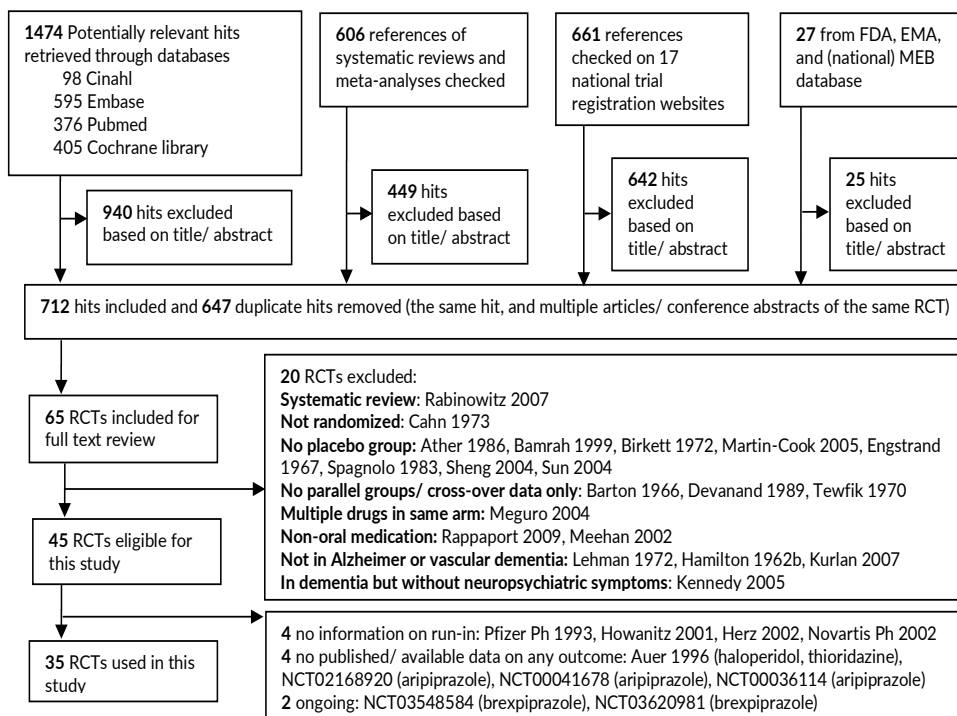 1474 Potentially relevant hits
retrieved through databases
98 Cinahl
595 Embase
376 Pubmed
405 Cochrane library
606 references of
systematic reviews and
meta-analyses checked
661 references
checked on 17
national trial
registration websites
27 from FDA, EMA,
and (national) MEB
database
940 hits excluded
based on title/ abstract
449 hits
excluded based
on title/ abstract
642 hits
excluded
based on
title/ abstract
25 hits
excluded
based on
title/ abstract
712 hits included and 647 duplicate hits removed (the same hit, and multiple articles/ conference abstracts of the same RCT)
65 RCTs included for
full text review
20 RCTs excluded:
Systematic review: Rabinowitz 2007
Not randomized: Cahn 1973
No placebo group: Ather 1986, Bamrah 1999, Birkett 1972, Martin-Cook 2005, Engstrand
1967, Spagnolo 1983, Sheng 2004, Sun 2004
No parallel groups/ cross-over data only: Barton 1966, Devanand 1989, Tewfik 1970
Multiple drugs in same arm: Meguro 2004
Non-oral medication: Rappaport 2009, Meehan 2002
Not in Alzheimer or vascular dementia: Lehman 1972, Hamilton 1962b, Kurlan 2007
In dementia but without neuropsychiatric symptoms: Kennedy 2005
45 RCTs eligible for
this study
4 no information on run-in: Pfizer Ph 1993, Howanitz 2001, Herz 2002, Novartis Ph 2002
4 no published/ available data on any outcome: Auer 1996 (haloperidol, thioridazine),
NCT02168920 (aripiprazole), NCT00041678 (aripiprazole), NCT00036114 (aripiprazole)
2 ongoing: NCT03548584 (brexpiprazole), NCT03620981 (brexpiprazole)
35 RCTs used in this
study